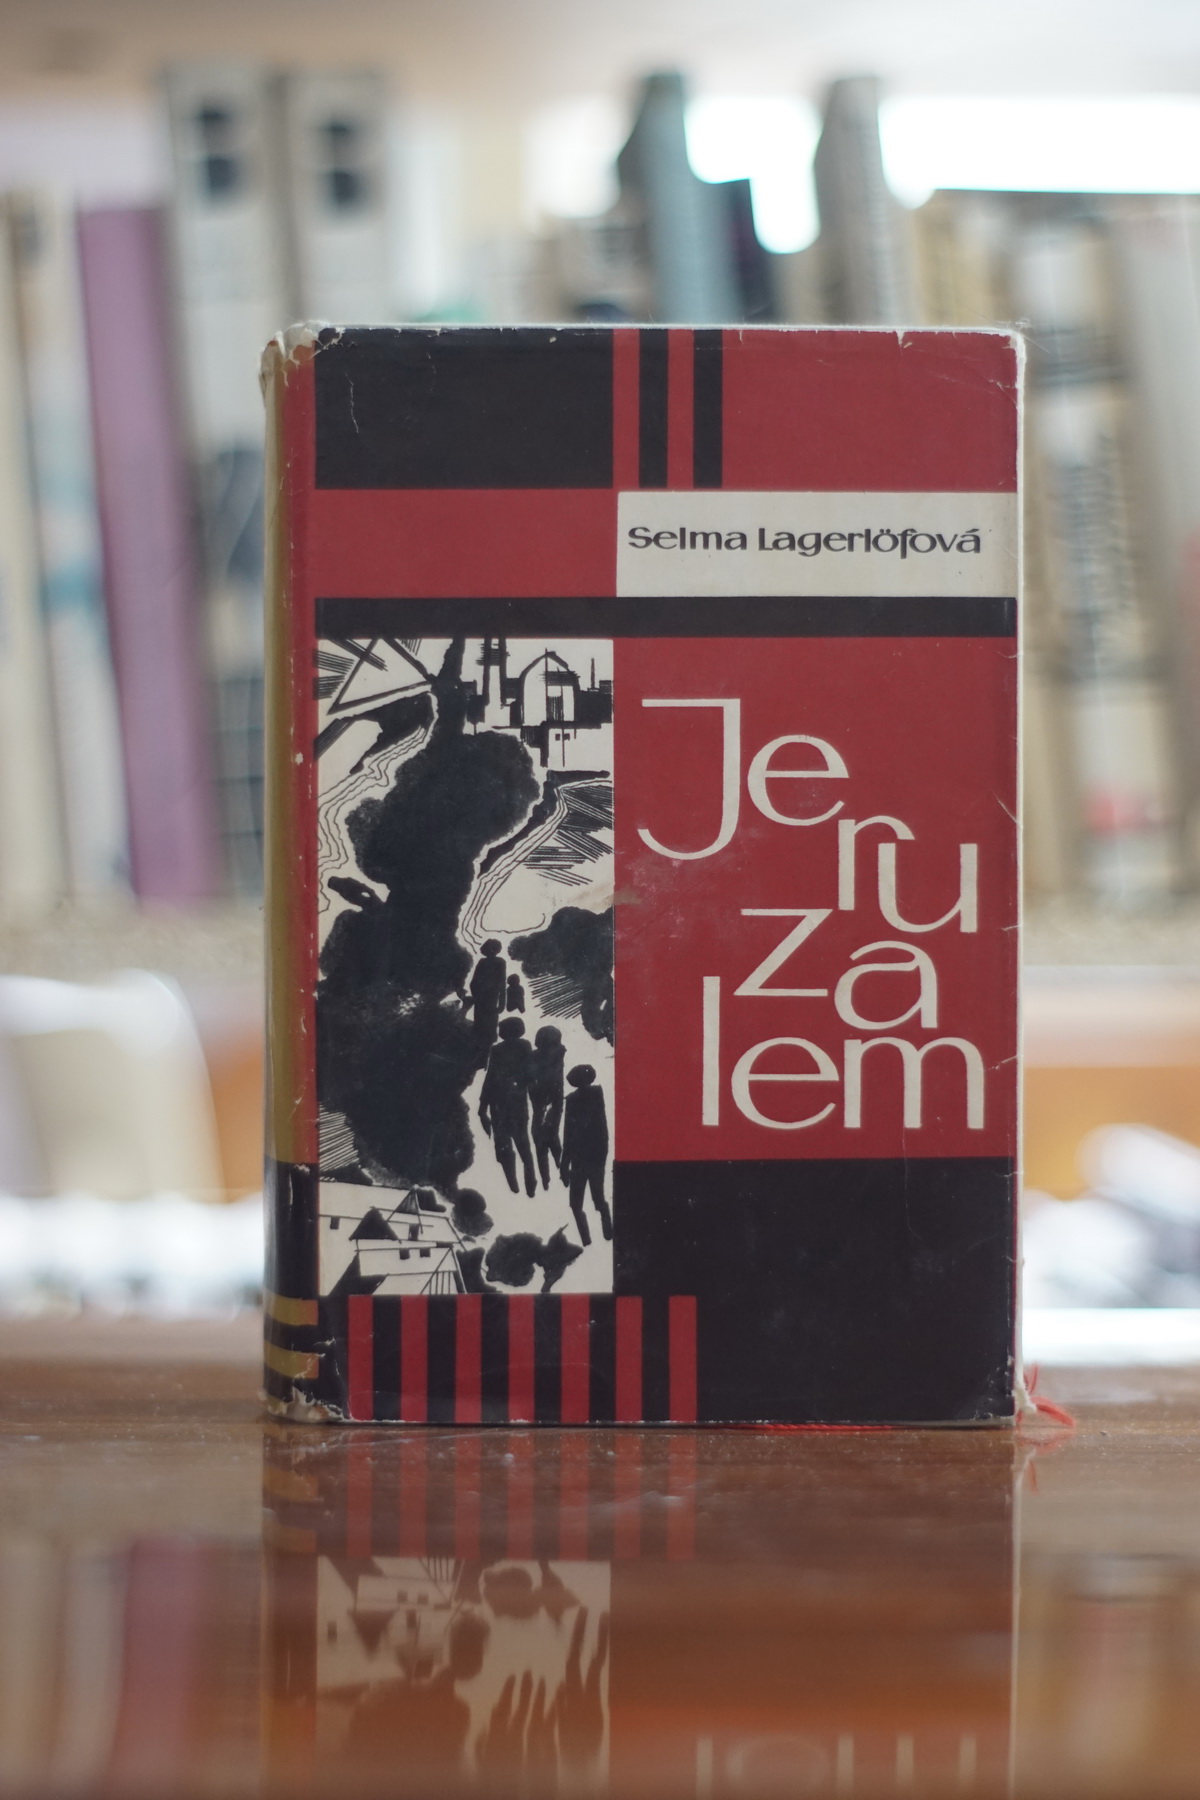 Selma Lagerlöfová
Je
ru
za
lem